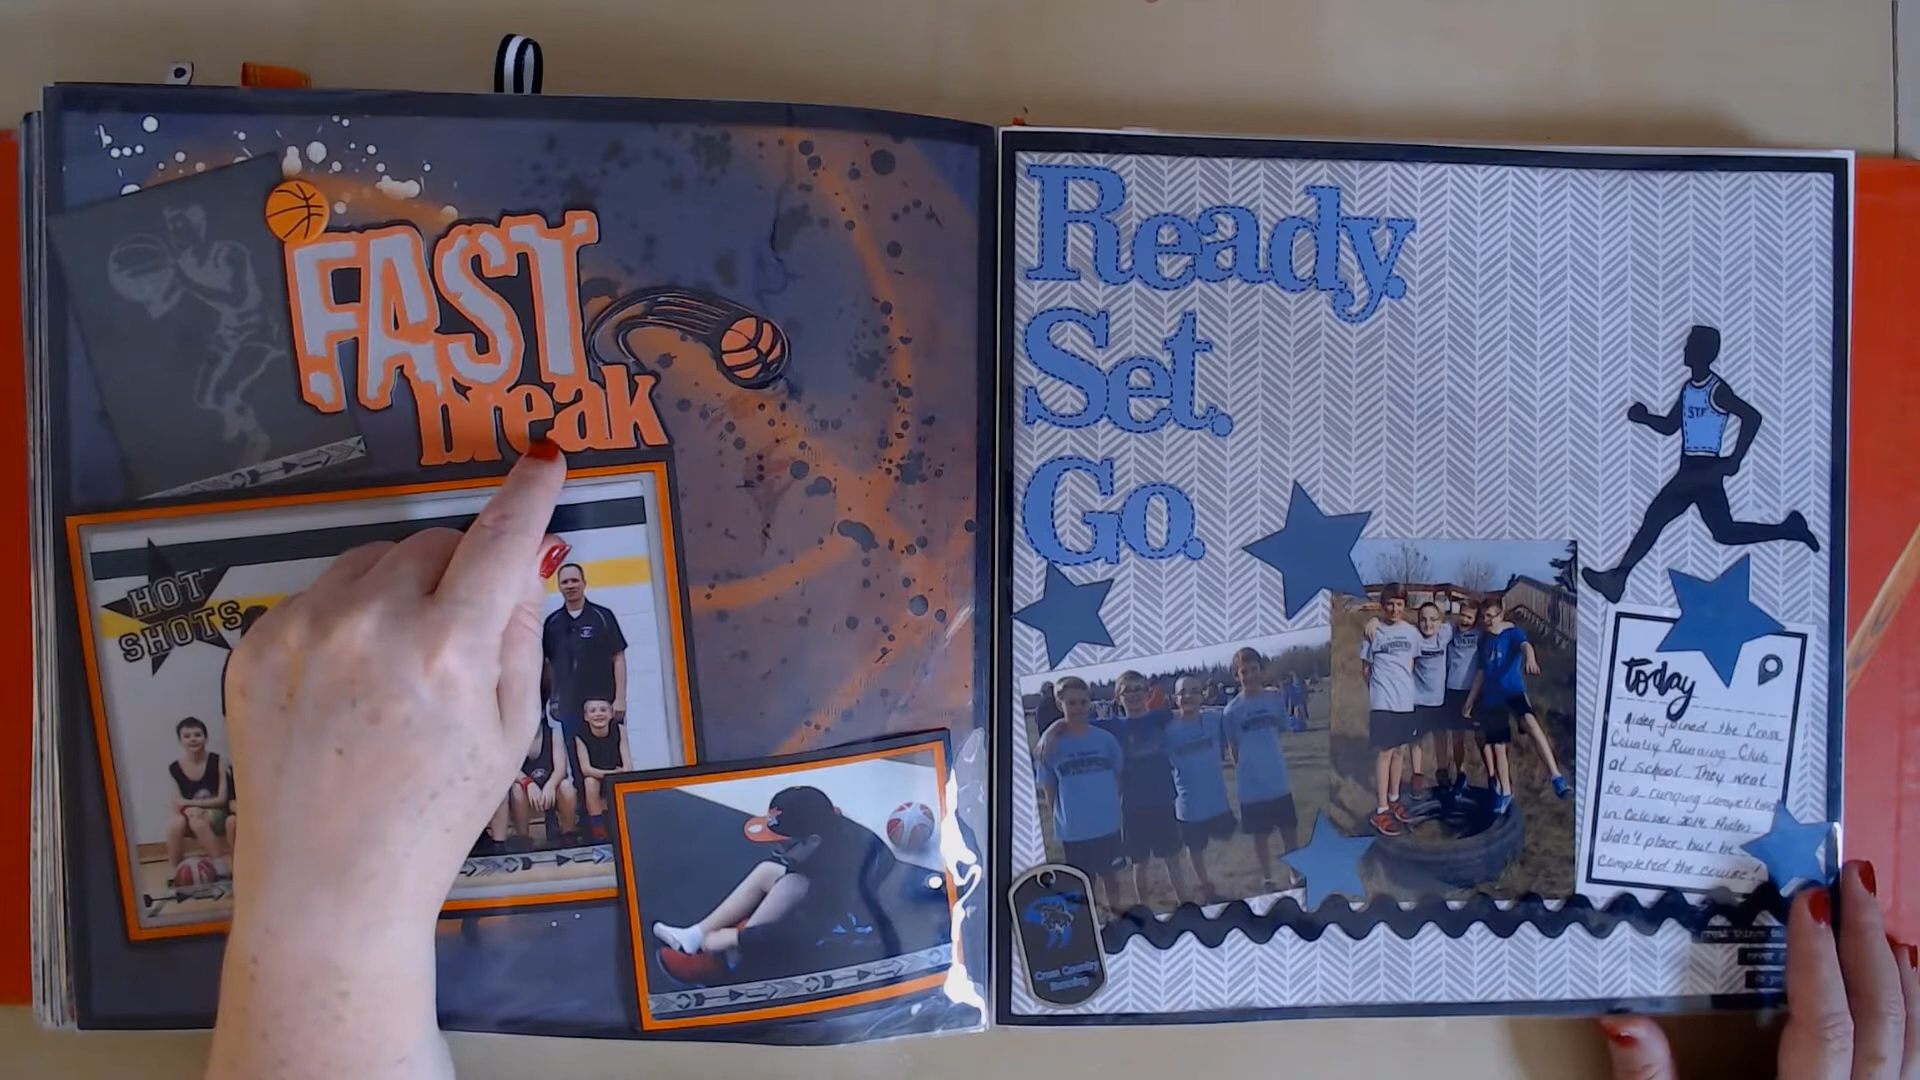 FAST
break
HOT
SHOTS
Ready.
Set.
Go.
STF
today
Aiden joined the Cross
Country Running Club
at school. They went
to a running competition
in October 2014. Aiden
didn't place, but he
completed the course!
Cross Country
Running